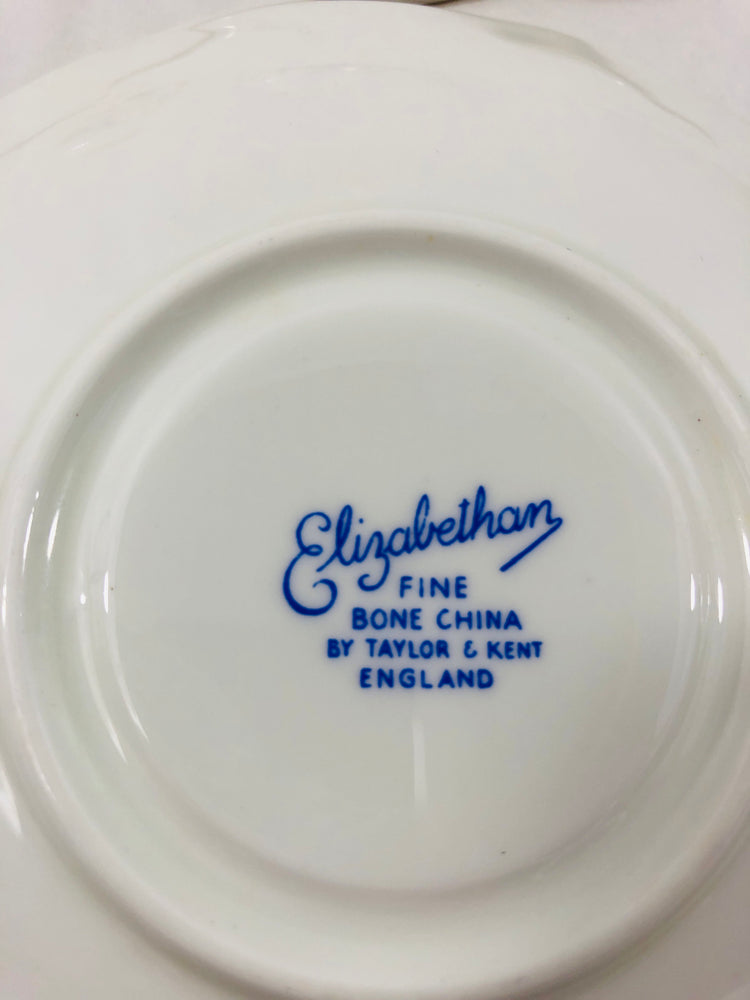 Elizabethan
FINE
BONE CHINA
BY TAYLOR & KENT
ENGLAND